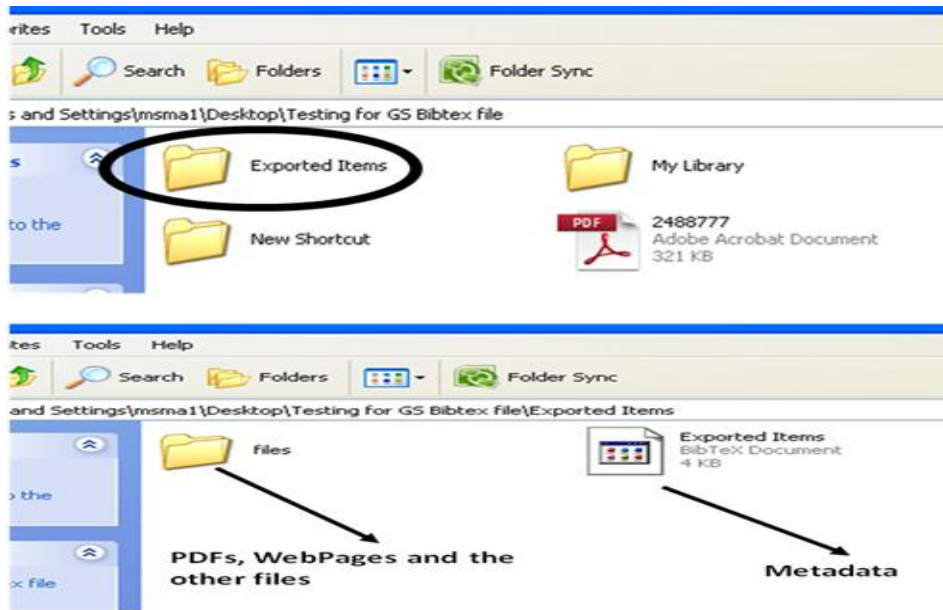 rites Tools Help
Search Folders Folder Sync
s and Settings\msma1\Desktop\Testing for GS Bibtex file
s Exported Items My Library
to the New Shortcut PDF 2488777
Adobe Acrobat Document
321 KB
tes Tools Help
Search Folders Folder Sync
and Settings\msma1\Desktop\Testing for GS Bibtex file\Exported Items
files Exported Items
BibTeX Document
4 KB
o the
PDFs, WebPages and the
other files
Metadata
x file